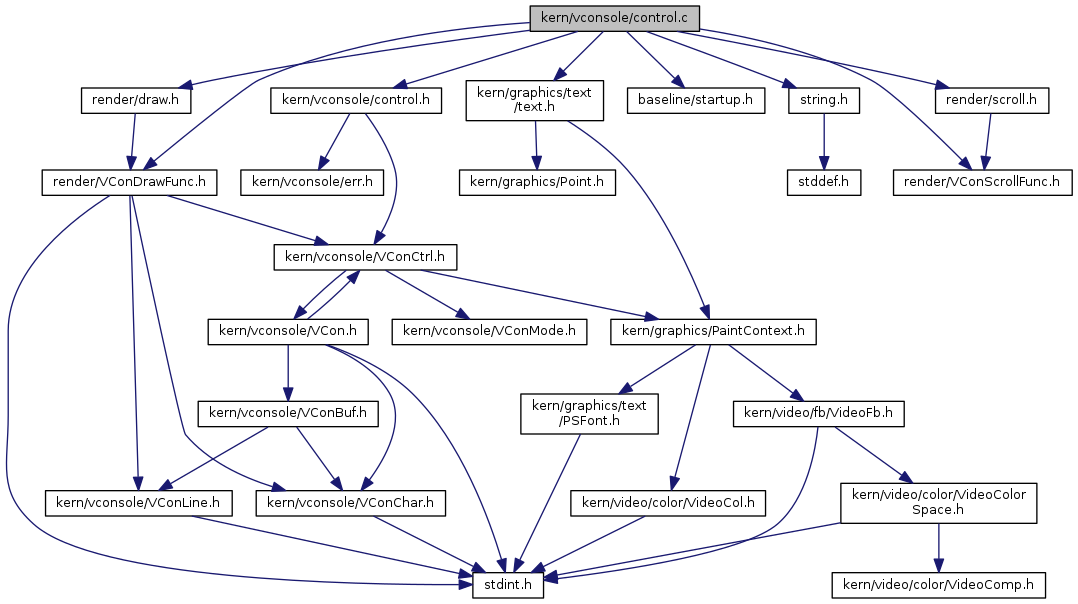 kern/vconsole/control.c
render/draw.h
kern/vconsole/control.h
kern/graphics/text
/text.h
baseline/startup.h
string.h
render/scroll.h
render/VConDrawFunc.h
kern/vconsole/err.h
kern/graphics/Point.h
stddef.h
render/VConScrollFunc.h
kern/vconsole/VConCtrl.h
kern/vconsole/VCon.h
kern/vconsole/VConMode.h
kern/graphics/PaintContext.h
kern/vconsole/VConBuf.h
kern/graphics/text
/PSFont.h
kern/video/fb/VideoFb.h
kern/vconsole/VConLine.h
kern/vconsole/VConChar.h
kern/video/color/VideoCol.h
kern/video/color/VideoColor
Space.h
stdint.h
kern/video/color/VideoComp.h